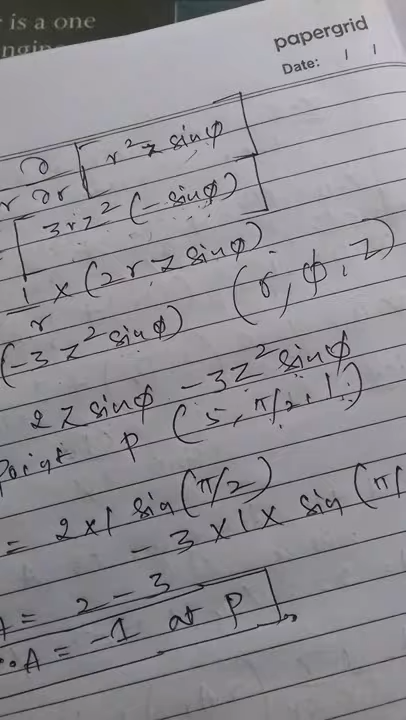 r is a one
papergrid
Date: / /
∂ [ r²z sinφ ]
r ∂r
[ 3rz² (-sinφ) ]
1/r × (2rz sinφ)
(-3z² sinφ) (r, φ, z)
2z sinφ - 3z² sinφ
Point P (5, π/2, 1)
= 2×1 sin(π/2)
- 3×1× sin(π/
A = 2 - 3
∴ A = -1 at P